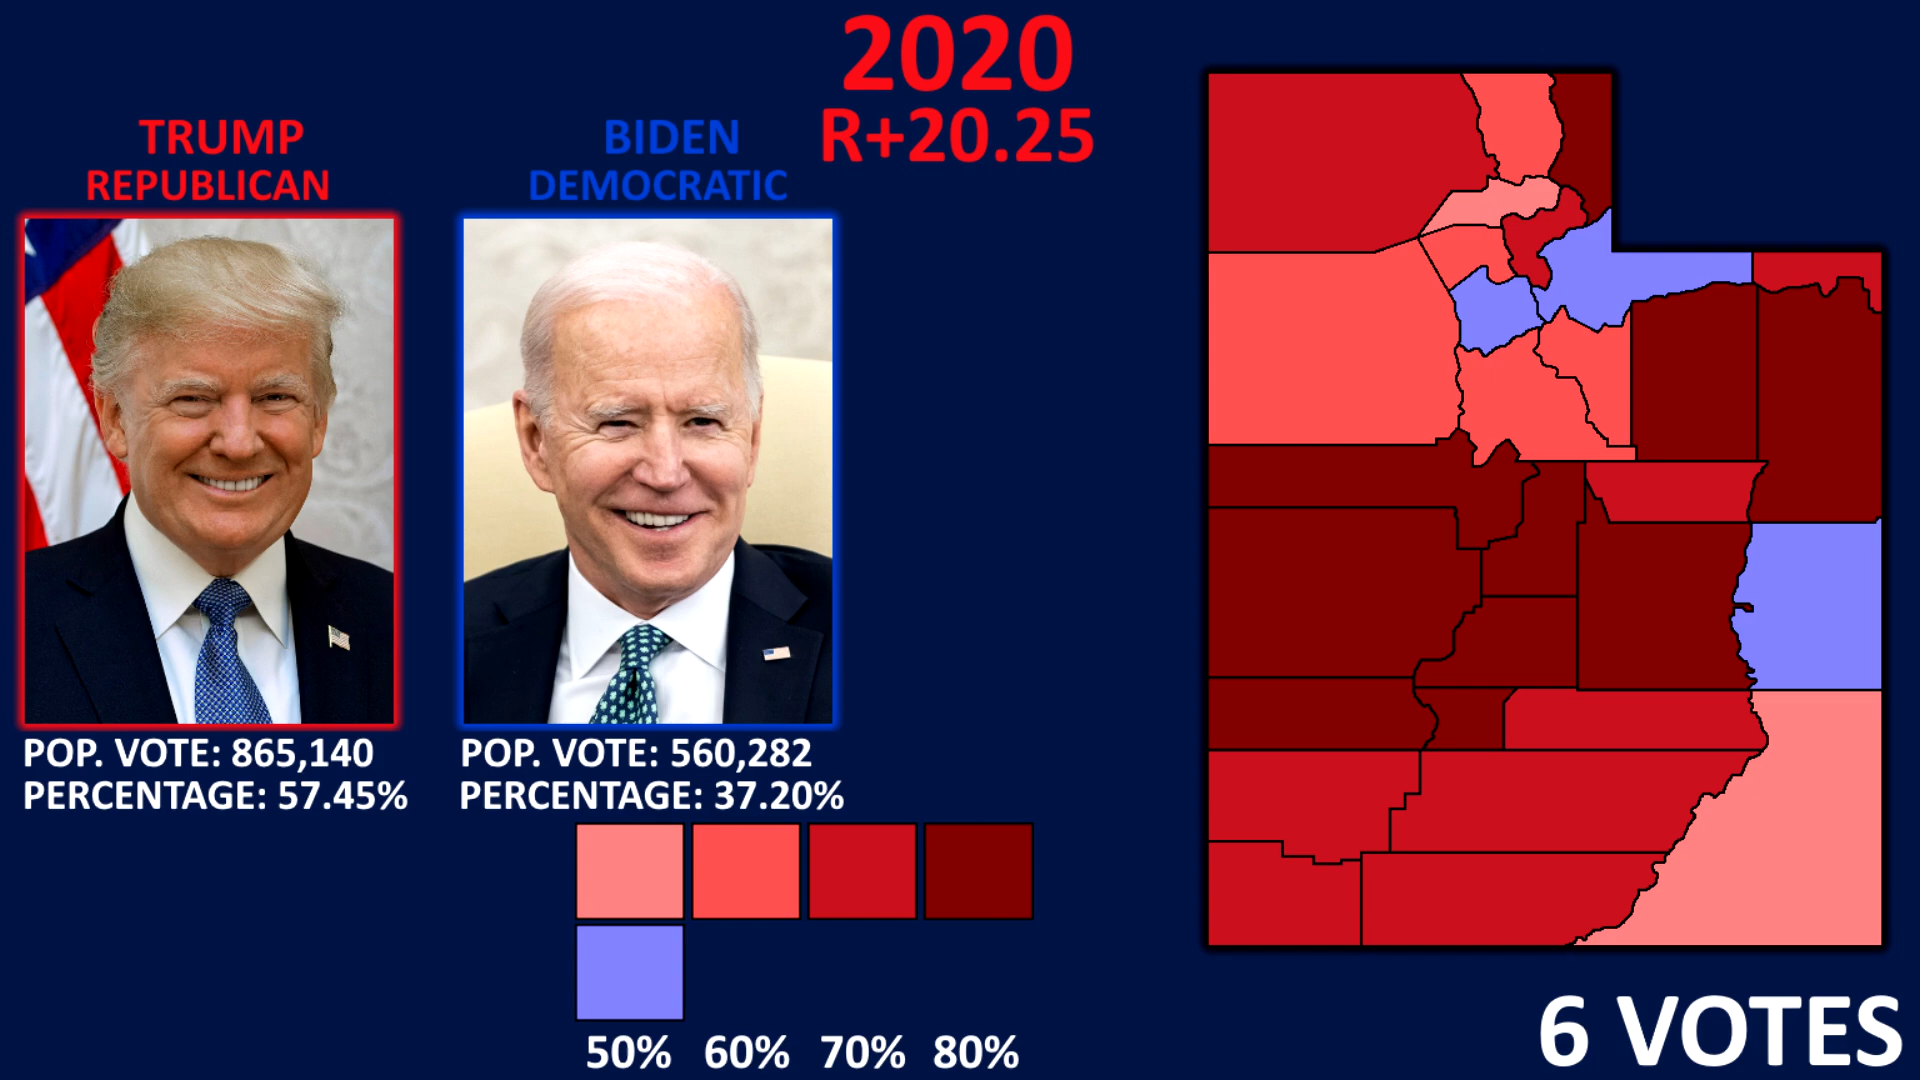 2020
R+20.25
TRUMP
REPUBLICAN
BIDEN
DEMOCRATIC
POP. VOTE: 865,140
PERCENTAGE: 57.45%
POP. VOTE: 560,282
PERCENTAGE: 37.20%
50% 60% 70% 80%
6 VOTES